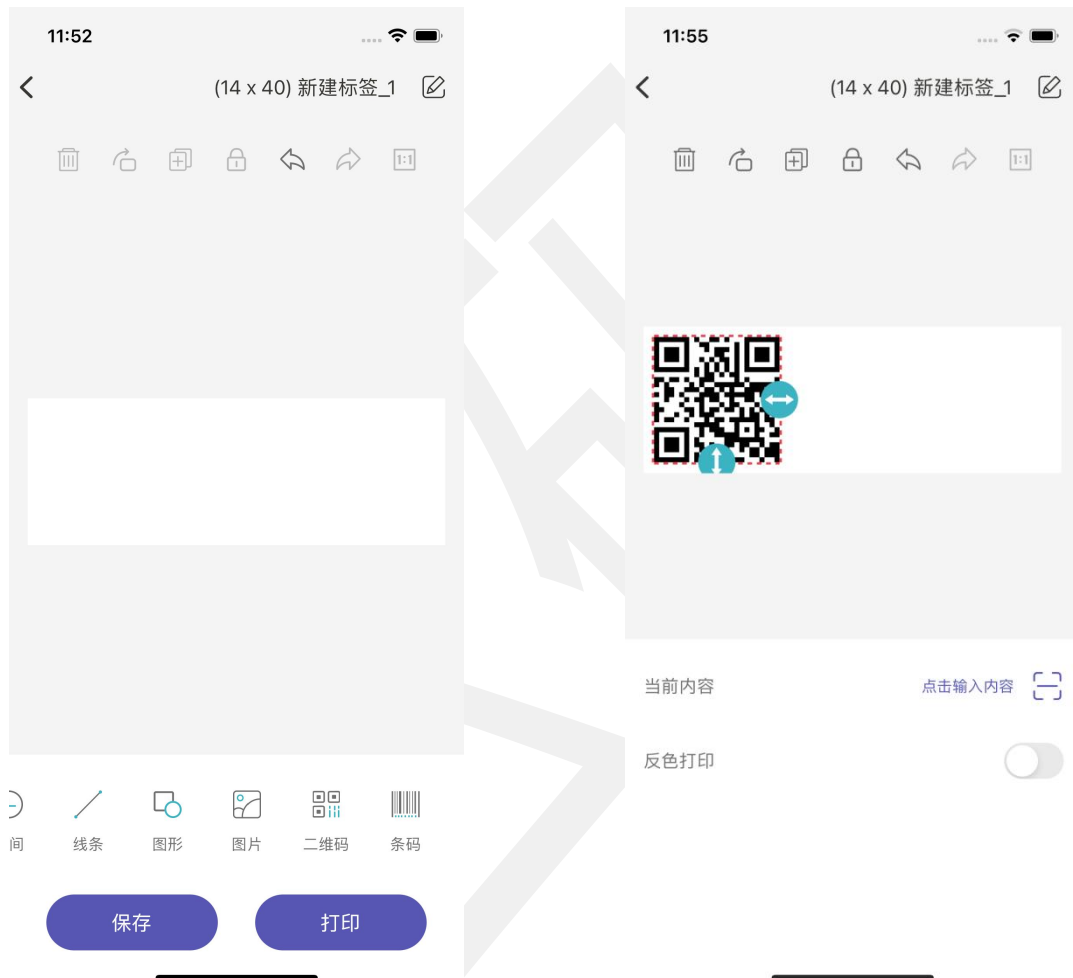 11:52
(14 x 40) 新建标签_1
1:1
间
线条
图形
图片
二维码
条码
保存
打印
11:55
(14 x 40) 新建标签_1
1:1
当前内容
点击输入内容
反色打印